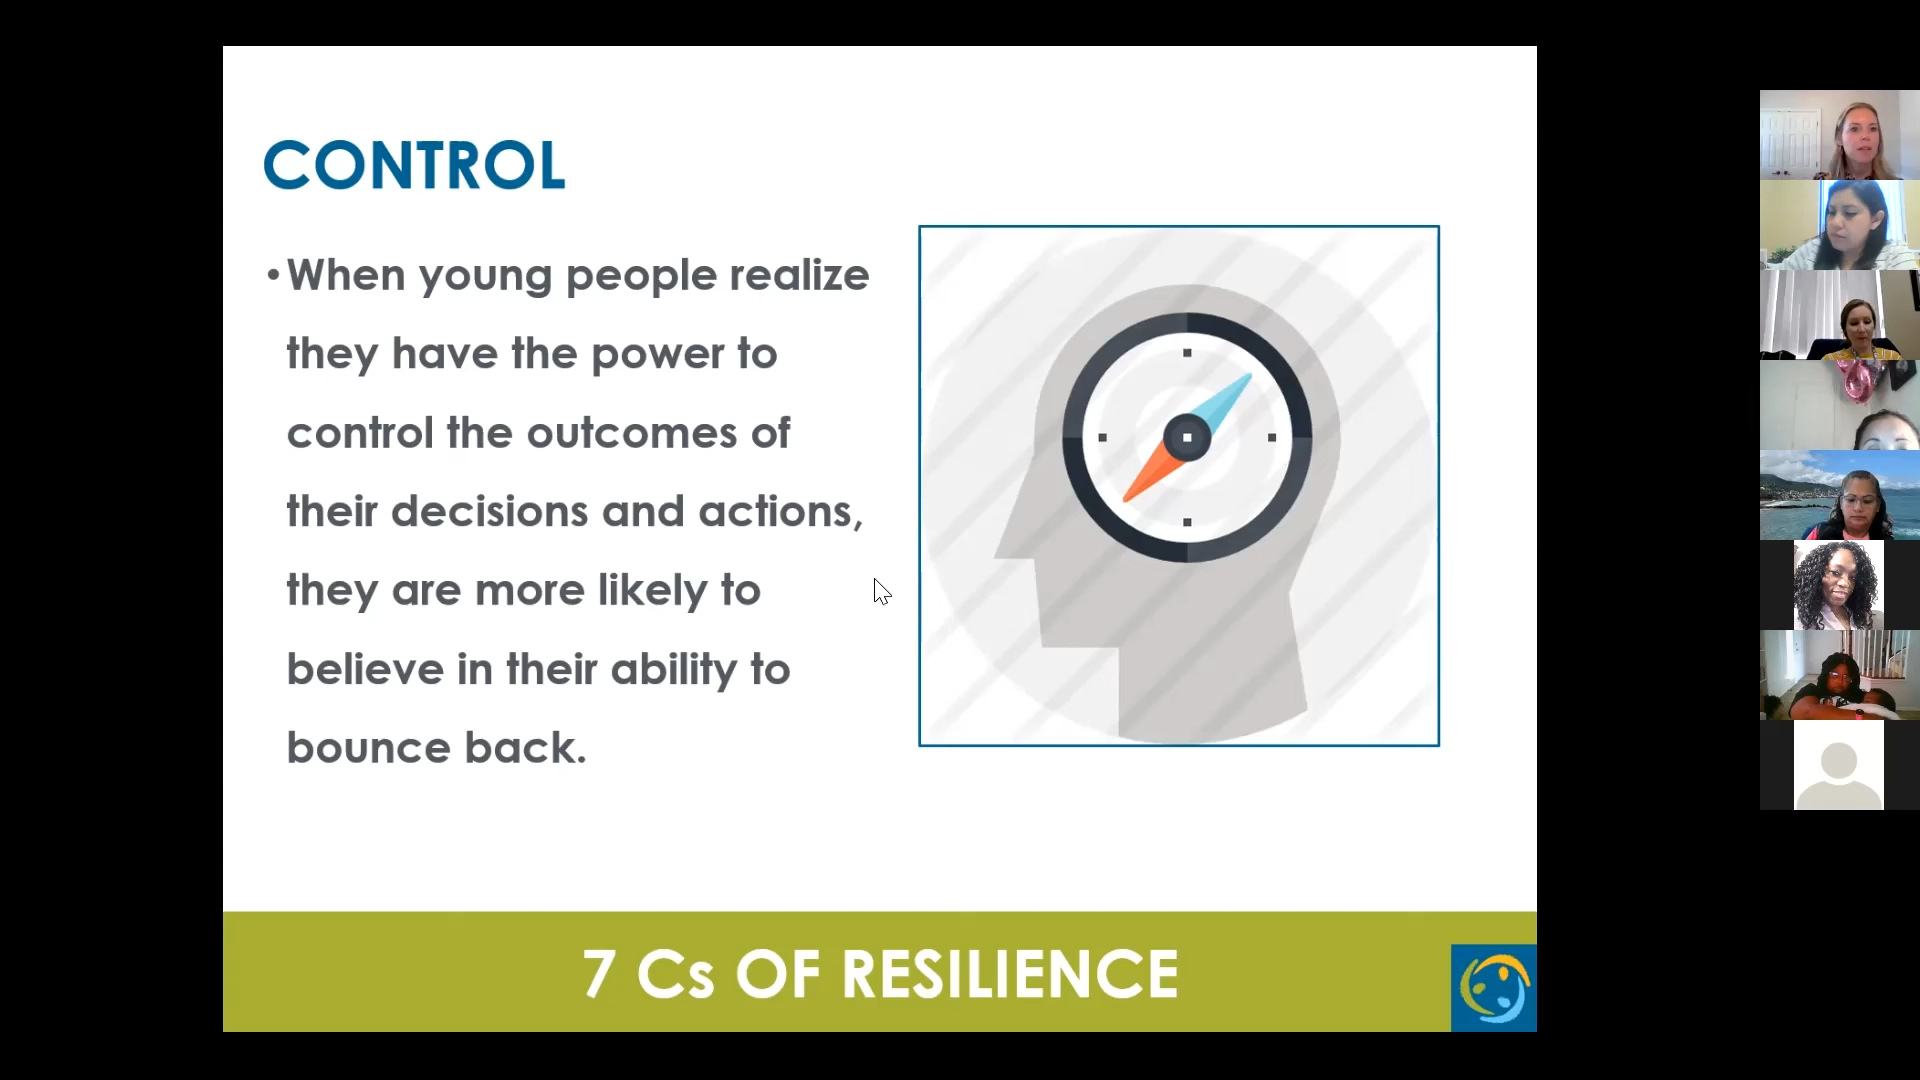 CONTROL
•When young people realize
they have the power to
control the outcomes of
their decisions and actions,
they are more likely to
believe in their ability to
bounce back.
7 Cs OF RESILIENCE